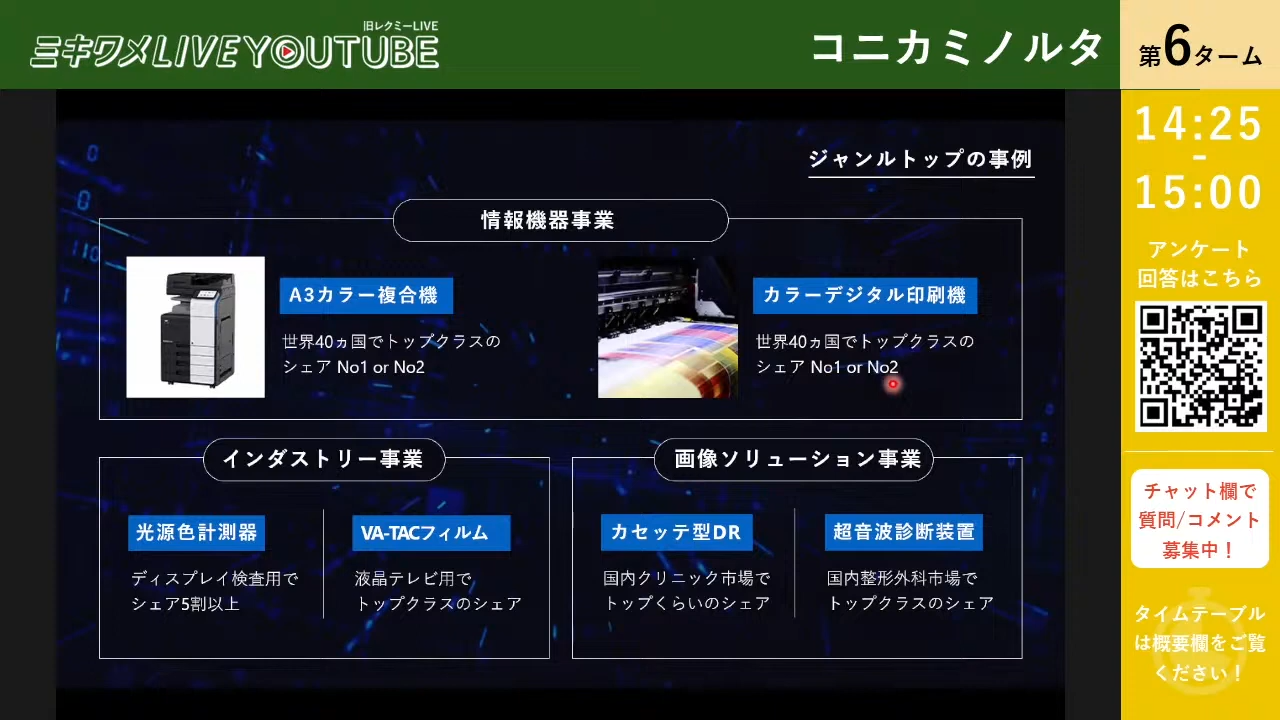 旧レクミーLIVE
ミキワメLIVE YOUTUBE
コニカミノルタ
第6ターム
14:25
-
15:00
アンケート
回答はこちら
チャット欄で
質問/コメント
募集中！
タイムテーブル
は概要欄をご覧
ください！
ジャンルトップの事例
情報機器事業
A3カラー複合機
世界40ヵ国でトップクラスの
シェア No1 or No2
カラーデジタル印刷機
世界40ヵ国でトップクラスの
シェア No1 or No2
インダストリー事業
光源色計測器
ディスプレイ検査用で
シェア5割以上
VA-TACフィルム
液晶テレビ用で
トップクラスのシェア
画像ソリューション事業
カセッテ型DR
国内クリニック市場で
トップくらいのシェア
超音波診断装置
国内整形外科市場で
トップクラスのシェア